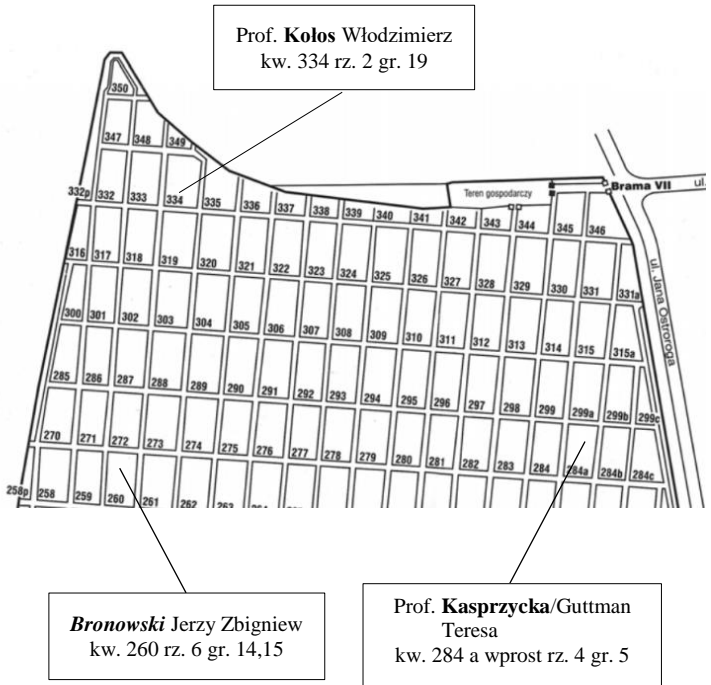 Prof. Kołos Włodzimierz
kw. 334 rz. 2 gr. 19
350
347 348 349
332p 332 333 334 335 336 337 338 339 340 341 342 343 344 345 346
Teren gospodarczy
Brama VII
ul.
316 317 318 319 320 321 322 323 324 325 326 327 328 329 330 331 331a
ul. Jana Ostroroga
300 301 302 303 304 305 306 307 308 309 310 311 312 313 314 315 315a
285 286 287 288 289 290 291 292 293 294 295 296 297 298 299 299a 299b 299c
270 271 272 273 274 275 276 277 278 279 280 281 282 283 284 284a 284b 284c
258p 258 259 260 261 262 263
Bronowski Jerzy Zbigniew
kw. 260 rz. 6 gr. 14,15
Prof. Kasprzycka/Guttman
Teresa
kw. 284 a wprost rz. 4 gr. 5